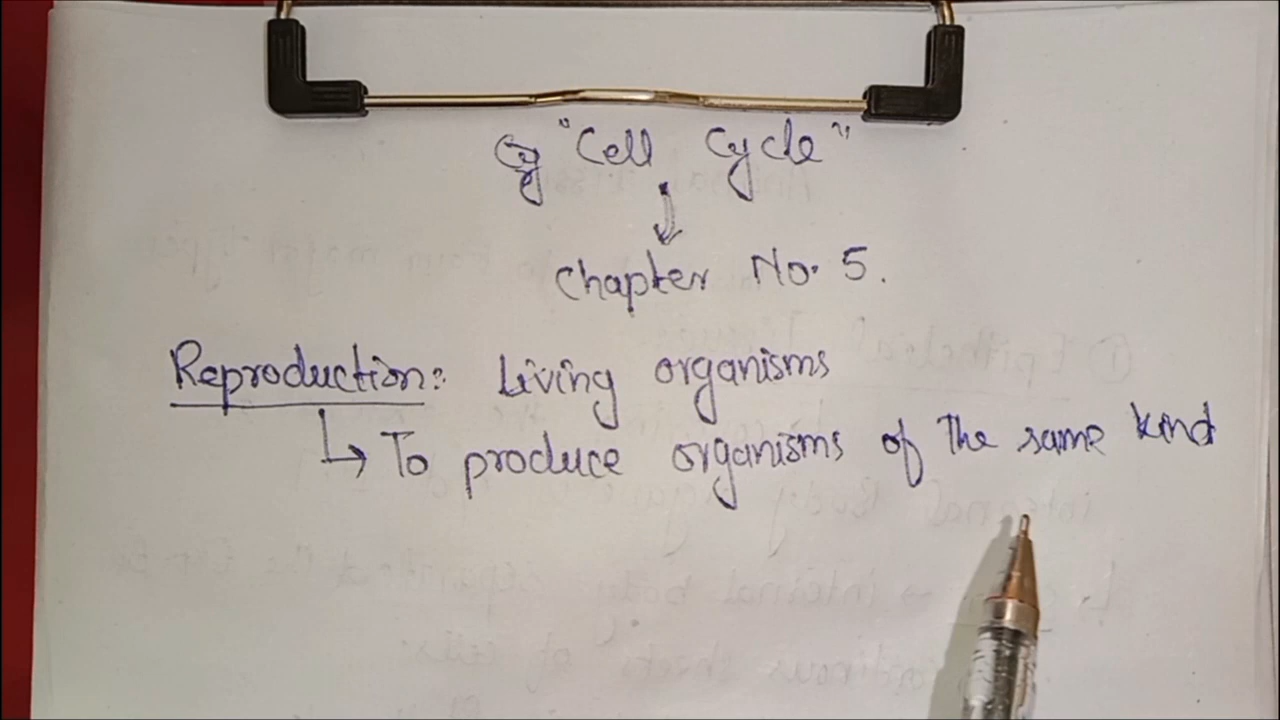 "Cell Cycle"
Chapter No. 5.
Reproduction: Living organisms
↳ To produce organisms of the same kind